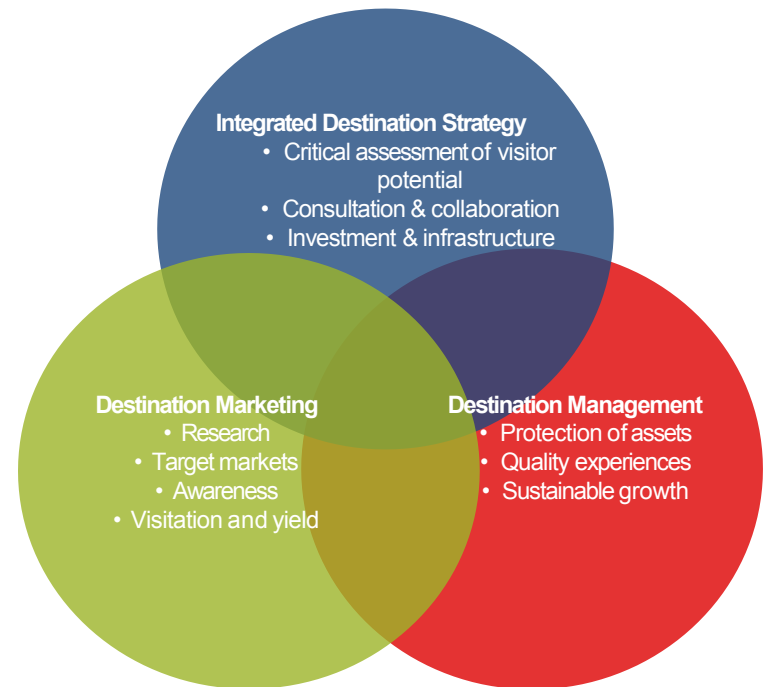 Integrated Destination Strategy
• Critical assessment of visitor
potential
• Consultation & collaboration
• Investment & infrastructure
Destination Marketing
• Research
• Target markets
• Awareness
• Visitation and yield
Destination Management
• Protection of assets
• Quality experiences
• Sustainable growth